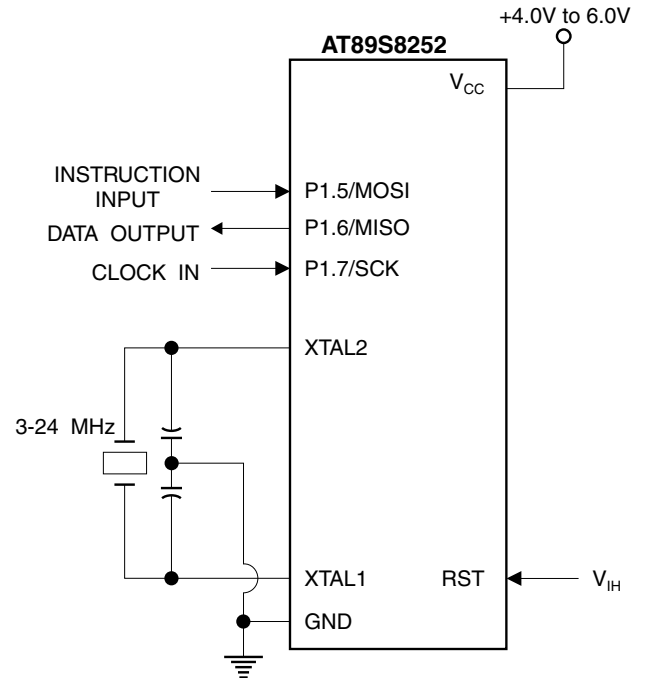 +4.0V to 6.0V
AT89S8252
VCC
INSTRUCTION
INPUT
P1.5/MOSI
DATA OUTPUT
P1.6/MISO
CLOCK IN
P1.7/SCK
XTAL2
3-24 MHz
XTAL1
RST
VIH
GND